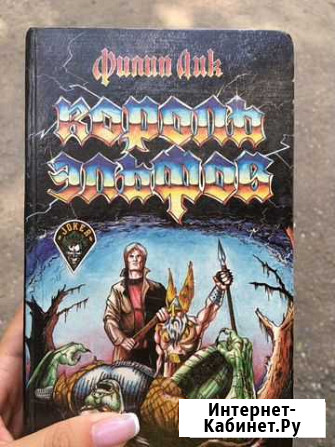 Филип Дик
КОРОЛЬ
ЭЛЬФОВ
JOKER
Интернет-
Кабинет.Ру